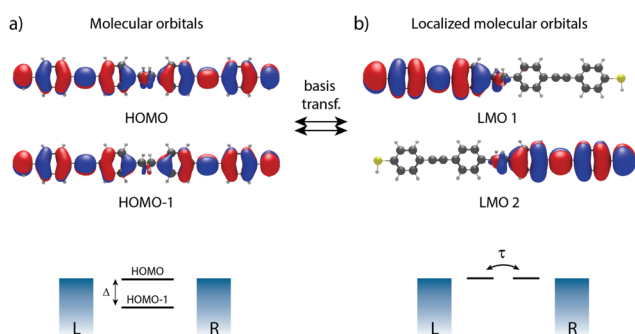 a)
Molecular orbitals
HOMO
HOMO-1
HOMO
Δ
HOMO-1
L
R
basis
transf.
b)
Localized molecular orbitals
LMO 1
LMO 2
τ
L
R